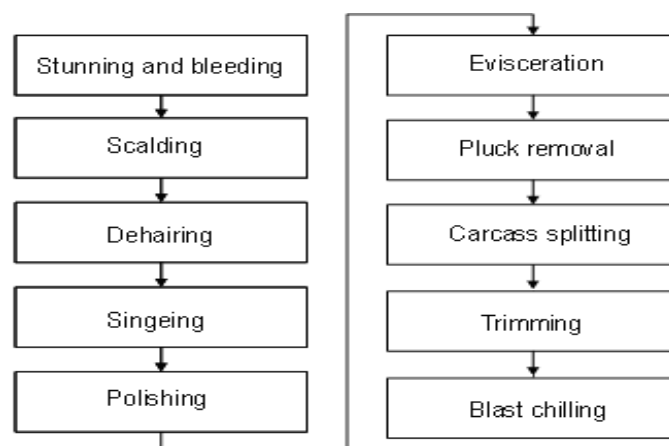 Stunning and bleeding
Scalding
Dehairing
Singeing
Polishing
Evisceration
Pluck removal
Carcass splitting
Trimming
Blast chilling